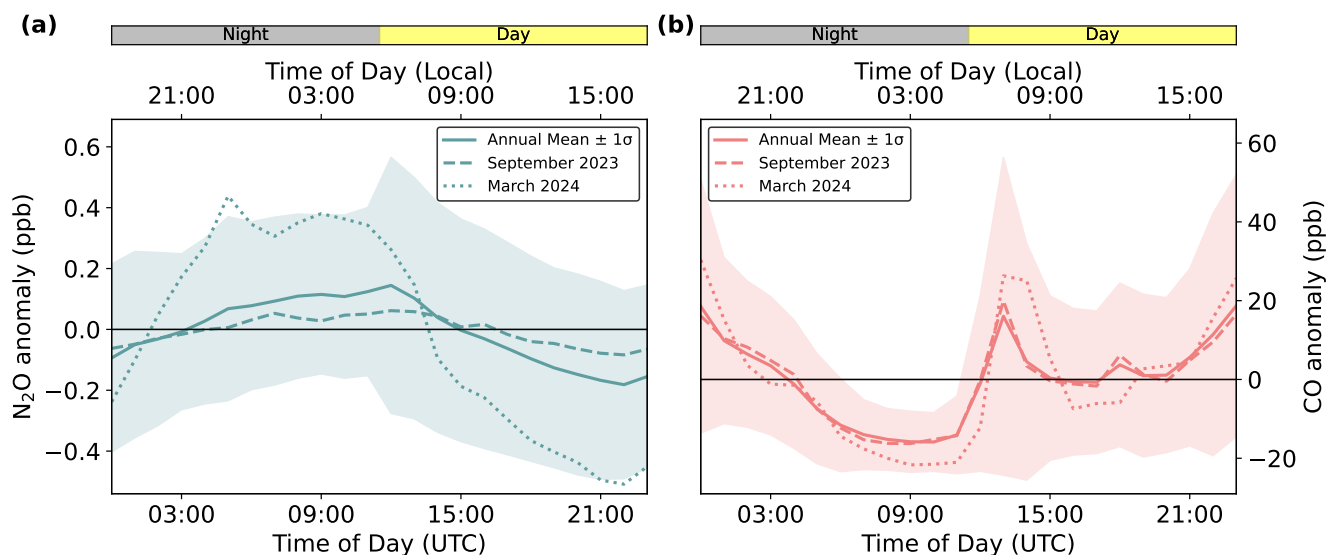 (a)
Night Day
Time of Day (Local)
21:00 03:00 09:00 15:00
Annual Mean ± 1σ
September 2023
March 2024
0.6
0.4
0.2
0.0
−0.2
−0.4
N₂O anomaly (ppb)
03:00 09:00 15:00 21:00
Time of Day (UTC)
(b)
Night Day
Time of Day (Local)
21:00 03:00 09:00 15:00
Annual Mean ± 1σ
September 2023
March 2024
60
40
20
0
−20
CO anomaly (ppb)
03:00 09:00 15:00 21:00
Time of Day (UTC)